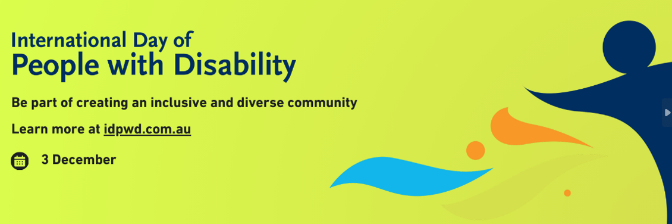 International Day of
People with Disability
Be part of creating an inclusive and diverse community
Learn more at idpwd.com.au
3 December